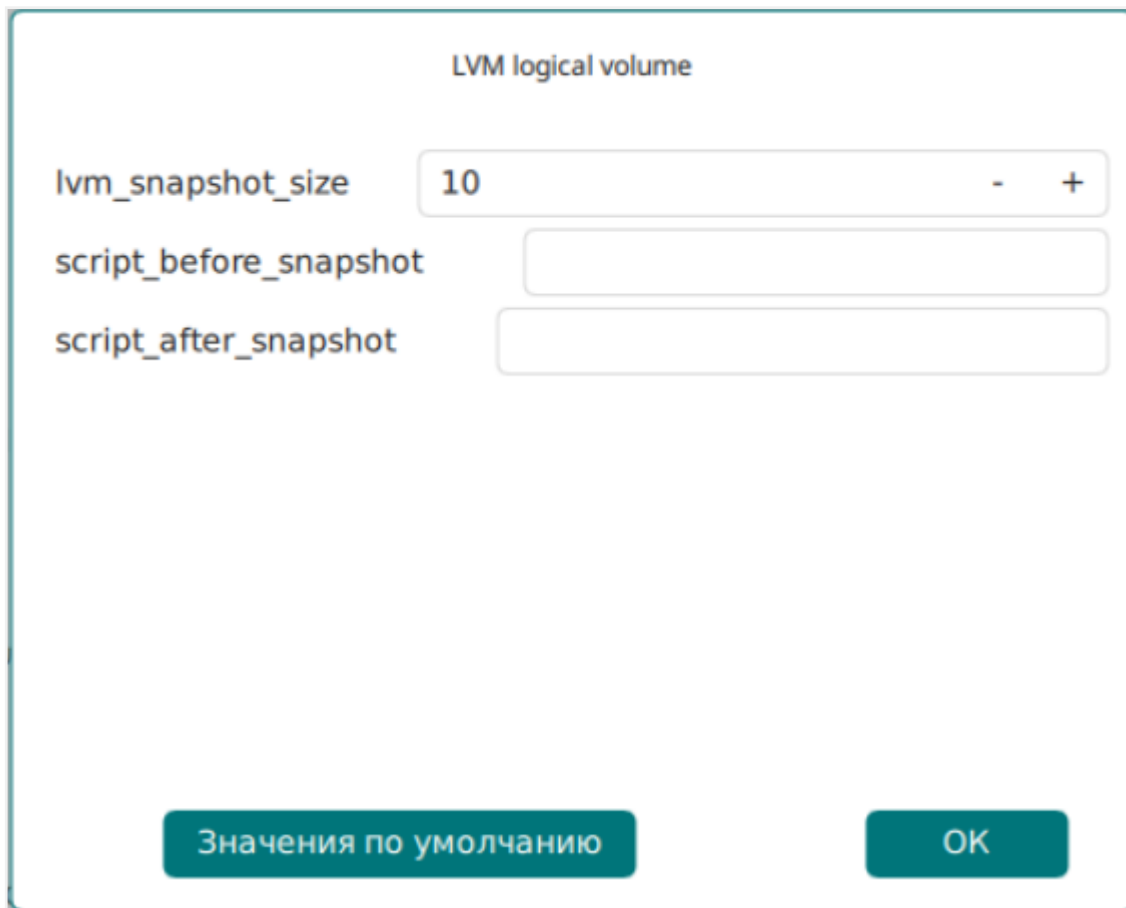 LVM logical volume
lvm_snapshot_size 10 - +
script_before_snapshot
script_after_snapshot
Значения по умолчанию OK